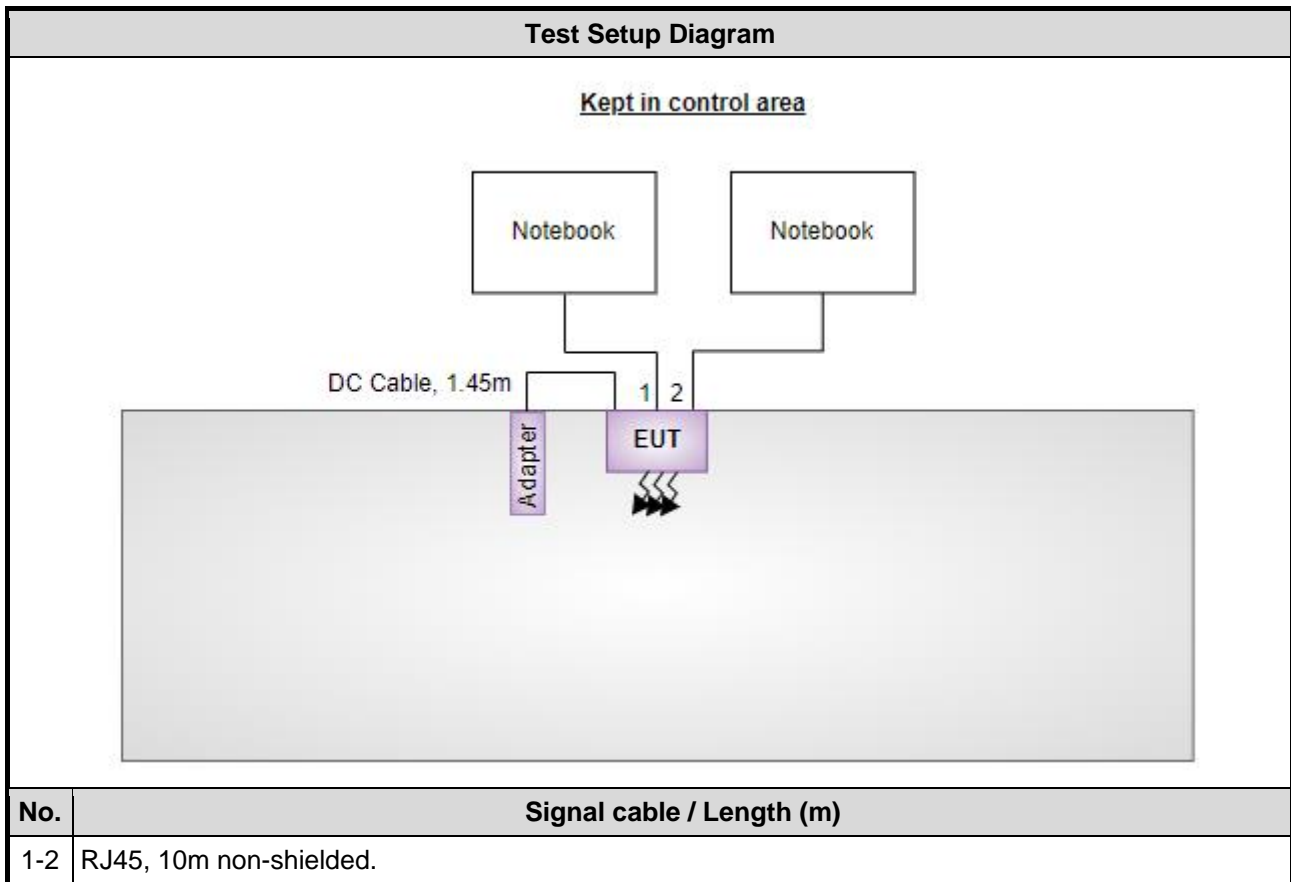 Test Setup Diagram
Kept in control area
Notebook
Notebook
DC Cable, 1.45m
1 2
Adapter
EUT
No. Signal cable / Length (m)
1-2 RJ45, 10m non-shielded.